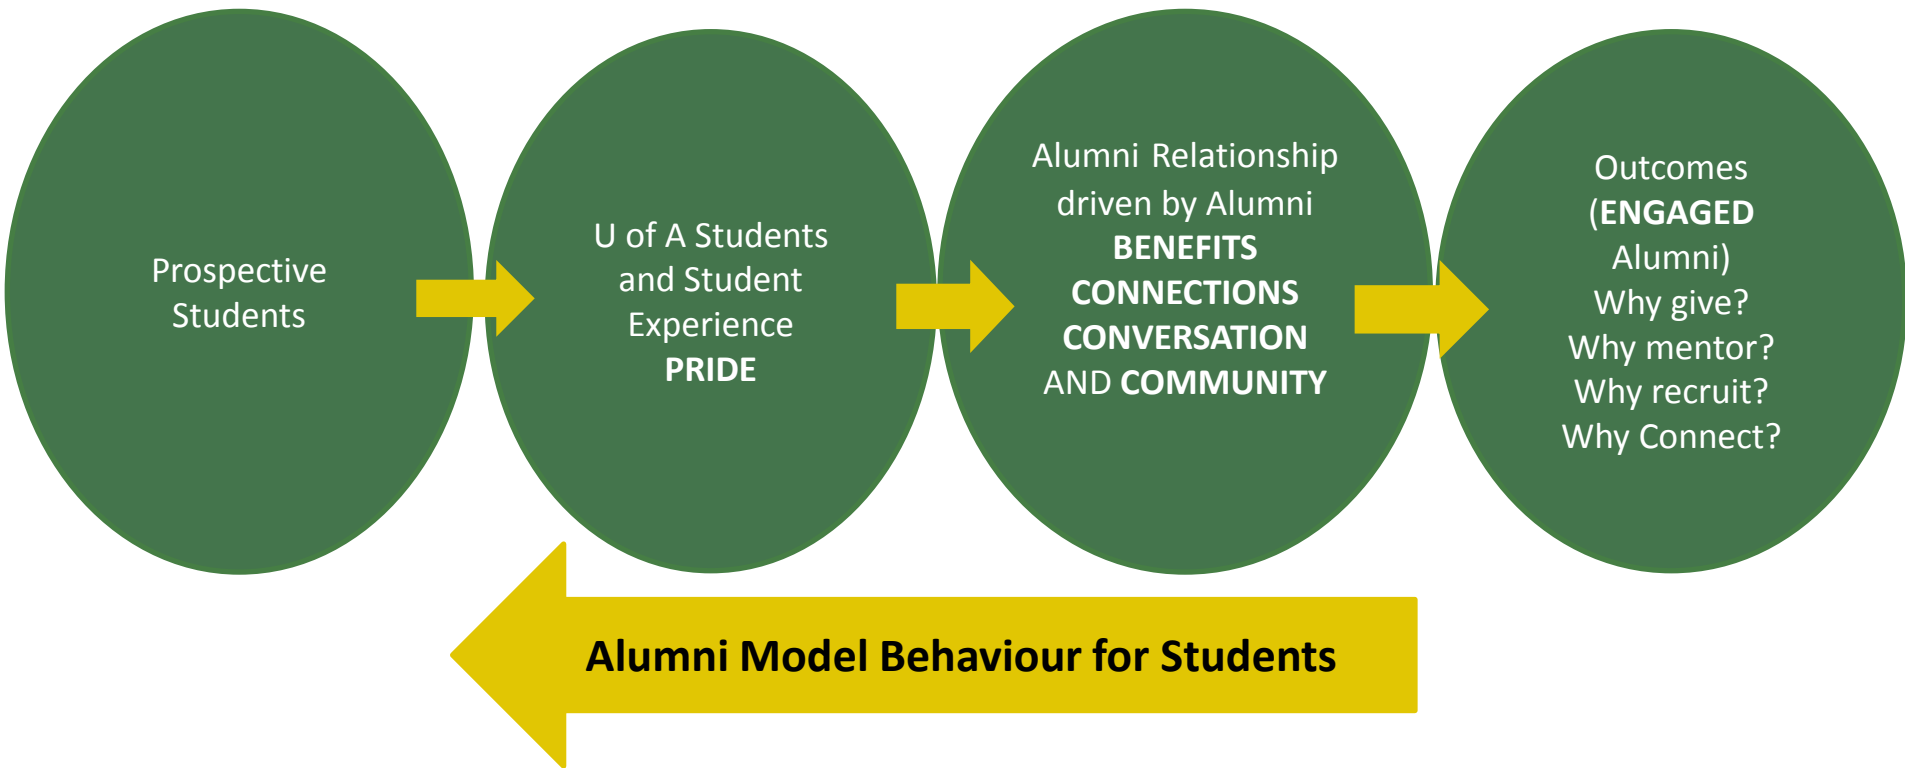 Prospective
Students
U of A Students
and Student
Experience
PRIDE
Alumni Relationship
driven by Alumni
BENEFITS
CONNECTIONS
CONVERSATION
AND COMMUNITY
Outcomes
(ENGAGED
Alumni)
Why give?
Why mentor?
Why recruit?
Why Connect?
Alumni Model Behaviour for Students